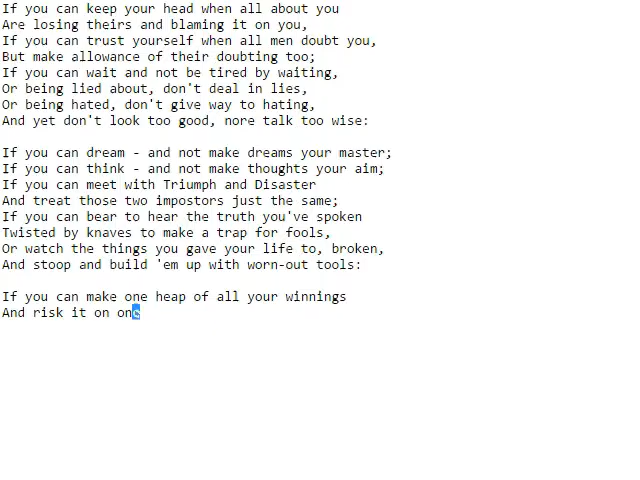 If you can keep your head when all about you
Are losing theirs and blaming it on you,
If you can trust yourself when all men doubt you,
But make allowance of their doubting too;
If you can wait and not be tired by waiting,
Or being lied about, don't deal in lies,
Or being hated, don't give way to hating,
And yet don't look too good, nore talk too wise:

If you can dream - and not make dreams your master;
If you can think - and not make thoughts your aim;
If you can meet with Triumph and Disaster
And treat those two impostors just the same;
If you can bear to hear the truth you've spoken
Twisted by knaves to make a trap for fools,
Or watch the things you gave your life to, broken,
And stoop and build 'em up with worn-out tools:

If you can make one heap of all your winnings
And risk it on one